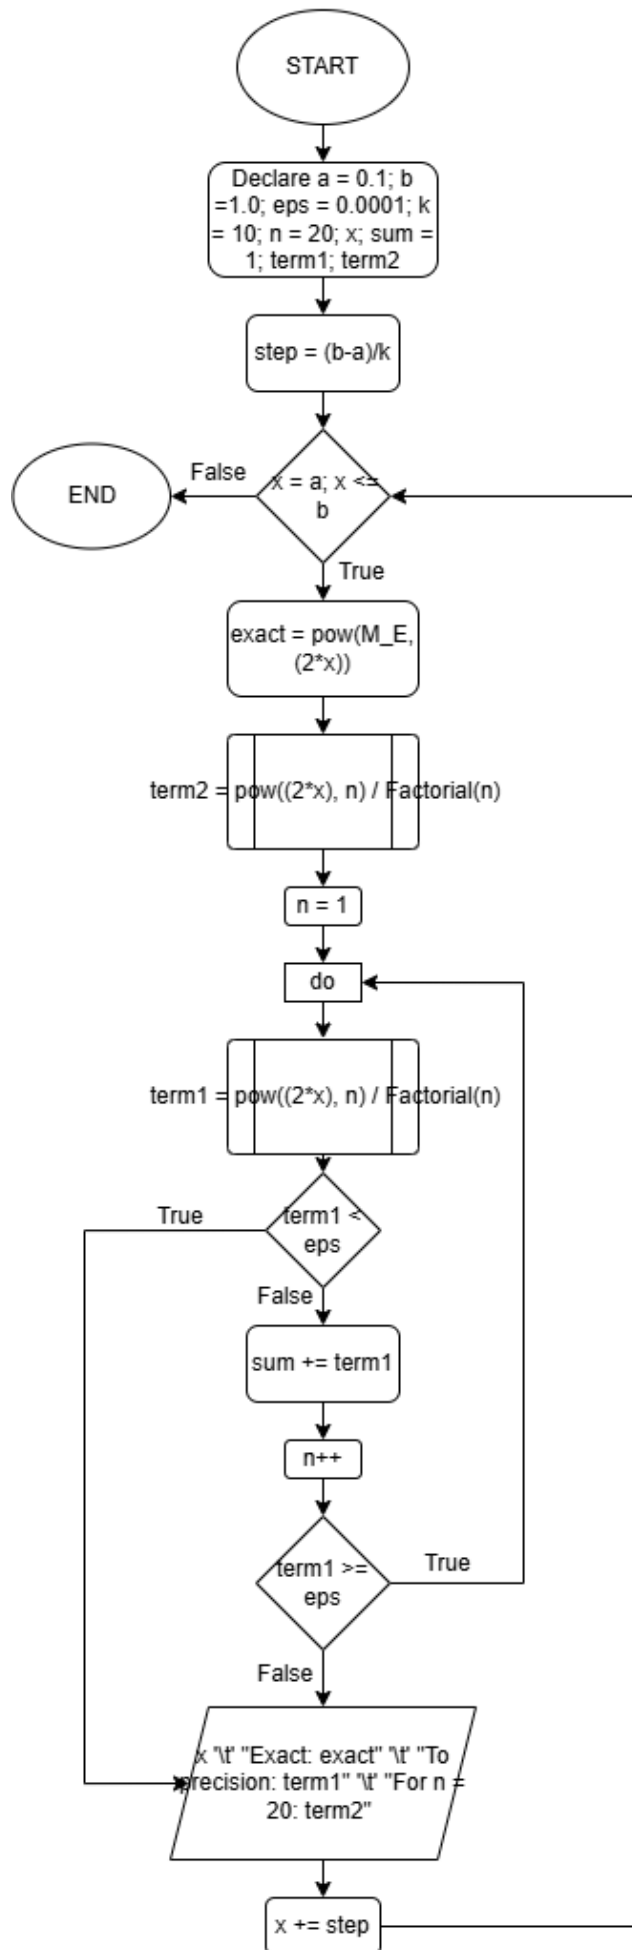 START
Declare a = 0.1; b
=1.0; eps = 0.0001; k
= 10; n = 20; x; sum =
1; term1; term2
step = (b-a)/k
False
END
x = a; x <=
b
True
exact = pow(M_E,
(2*x))
term2 = pow((2*x), n) / Factorial(n)
n = 1
do
term1 = pow((2*x), n) / Factorial(n)
True
term1 <
eps
False
sum += term1
n++
term1 >=
eps
True
False
x '\t' "Exact: exact" '\t' "To
precision: term1" '\t' "For n =
20: term2"
x += step